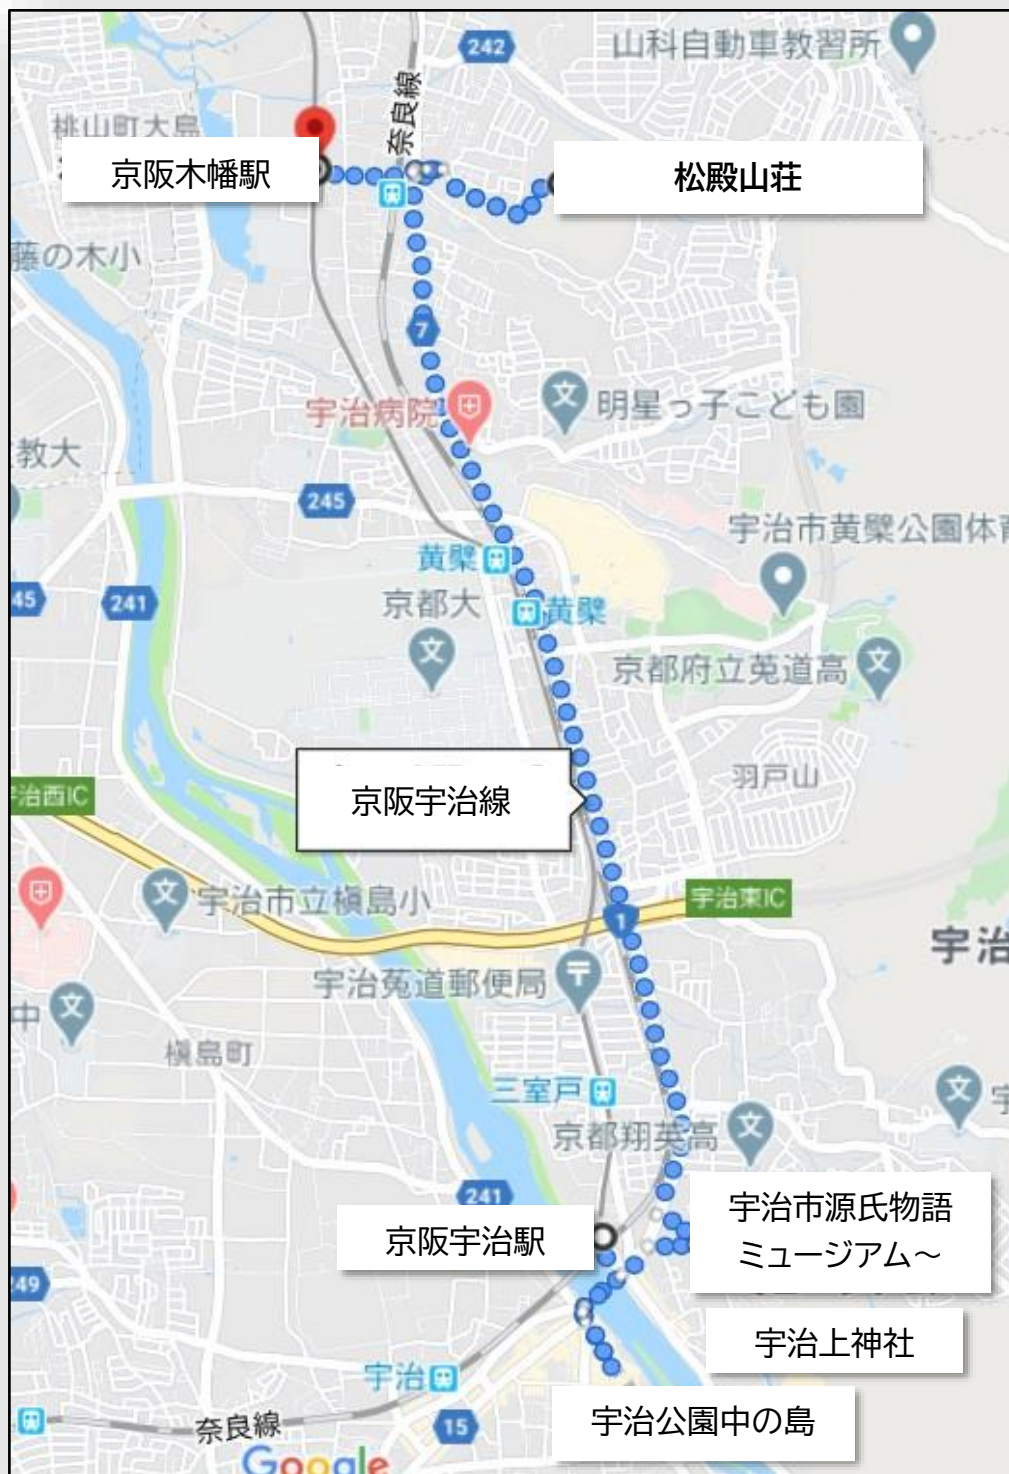 242
山科自動車教習所
奈良線
桃山町大島
京阪木幡駅
松殿山荘
藤の木小
7
宇治病院
明星っ子こども園
教大
245
宇治市黄檗公園体育
黄檗
45
241
京都大
黄檗
文
京都府立莵道高
羽戸山
京阪宇治線
宇治西IC
宇治市立槇島小
宇治東IC
1
宇治
宇治莵道郵便局
中
槇島町
三室戸
京都翔英高
宇
241
宇治市源氏物語
ミュージアム～
京阪宇治駅
249
宇治上神社
宇治
宇治公園中の島
奈良線
15
Google